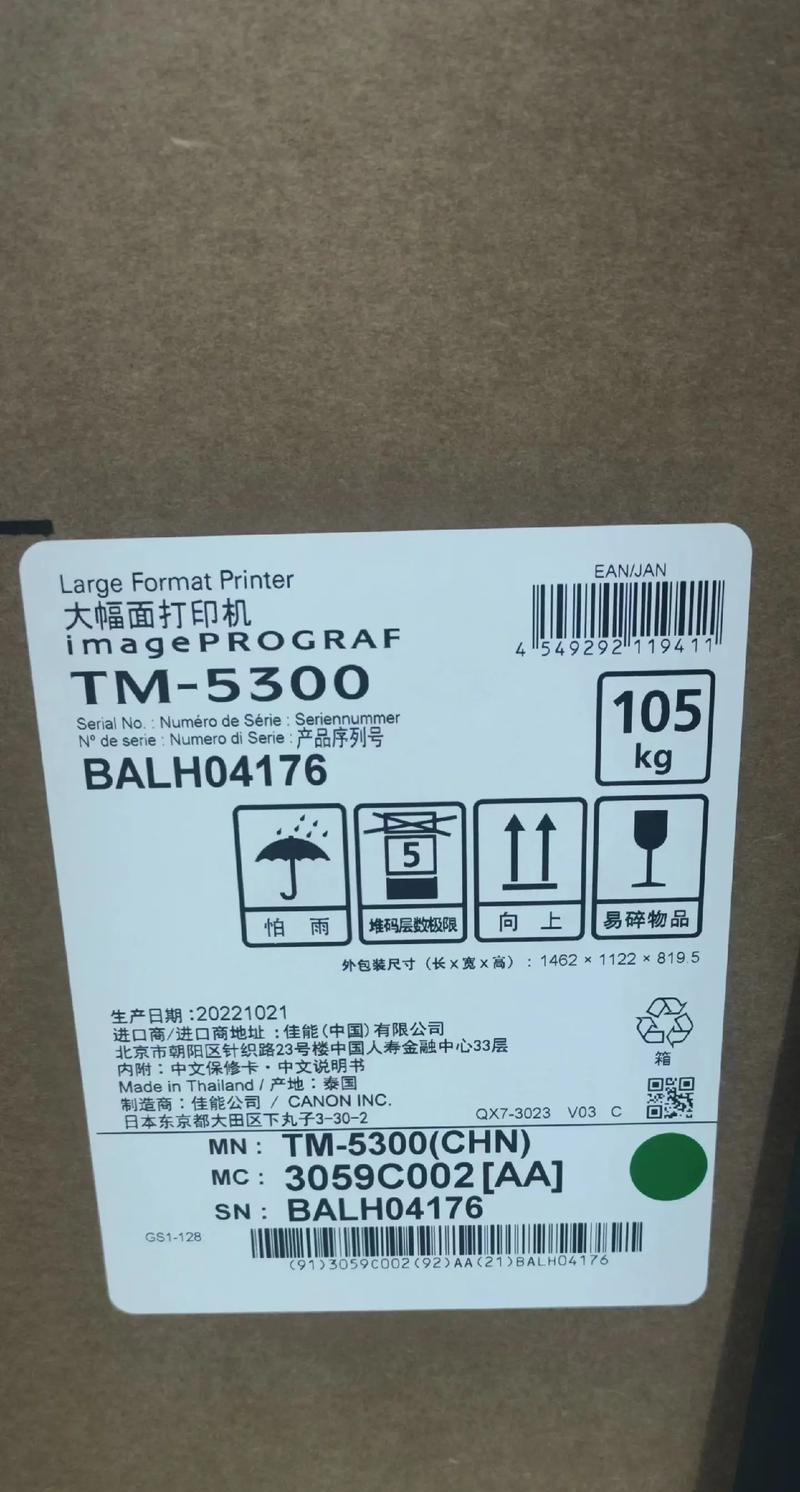 Large Format Printer
大幅面打印机
imagePROGRAF
TM-5300
Serial No. : Numéro de Série : Seriennummer
Nº de serie : Numero di Serie : 产品序列号
BALH04176
EAN/JAN
4 549292 119411
105
kg
5
怕 雨
堆码层数极限
向 上
易碎物品
外包装尺寸（长x宽x高）：1462 × 1122 × 819.5
生产日期 :20221021
进口商/进口商地址 : 佳能(中国)有限公司
北京市朝阳区针织路23号楼中国人寿金融中心33层
内附：中文保修卡・中文说明书
Made in Thailand / 产地：泰国
制造商：佳能公司 / CANON INC.
日本东京都大田区下丸子3-30-2
箱
QX7-3023 V03 C
MN : TM-5300(CHN)
MC : 3059C002[AA]
SN : BALH04176
GS1-128
(91)3059C002(92)AA(21)BALH04176